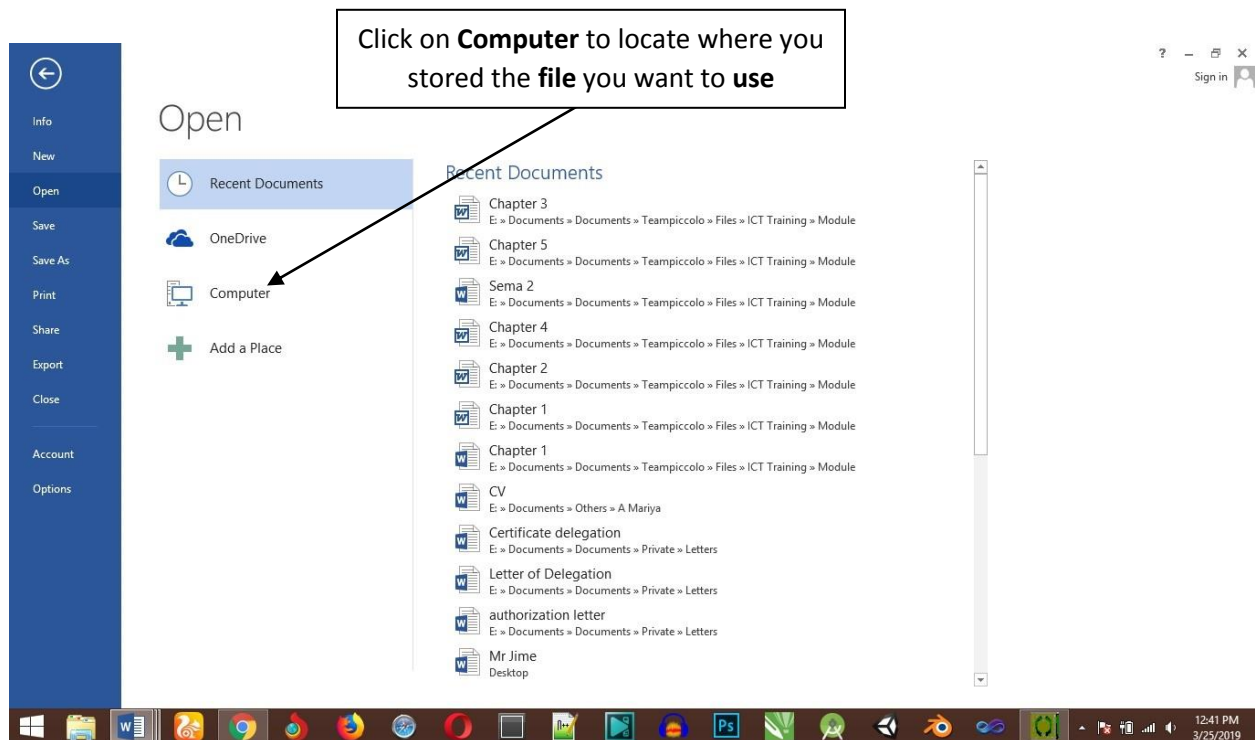 Click on Computer to locate where you
stored the file you want to use
? – X
Sign in
Info
New
Open
Save
Save As
Print
Share
Export
Close
Account
Options
Open
Recent Documents
OneDrive
Computer
Add a Place
Recent Documents
Chapter 3
E: » Documents » Documents » Teampiccolo » Files » ICT Training » Module
Chapter 5
E: » Documents » Documents » Teampiccolo » Files » ICT Training » Module
Sema 2
E: » Documents » Documents » Teampiccolo » Files » ICT Training » Module
Chapter 4
E: » Documents » Documents » Teampiccolo » Files » ICT Training » Module
Chapter 2
E: » Documents » Documents » Teampiccolo » Files » ICT Training » Module
Chapter 1
E: » Documents » Documents » Teampiccolo » Files » ICT Training » Module
Chapter 1
E: » Documents » Documents » Teampiccolo » Files » ICT Training » Module
CV
E: » Documents » Others » A Mariya
Certificate delegation
E: » Documents » Documents » Private » Letters
Letter of Delegation
E: » Documents » Documents » Private » Letters
authorization letter
E: » Documents » Documents » Private » Letters
Mr Jime
Desktop
Ps
12:41 PM
3/25/2019